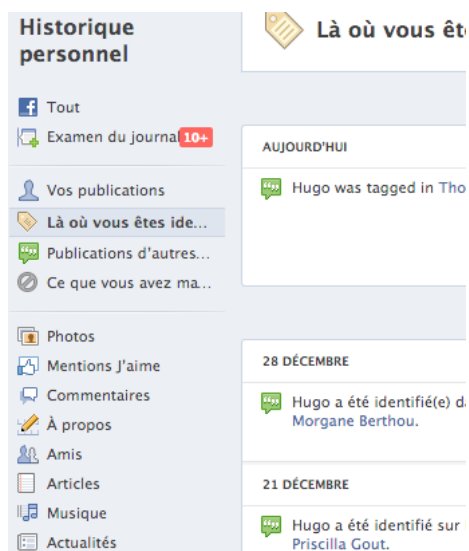 Historique
personnel
Tout
Examen du journal 10+
Vos publications
Là où vous êtes ide...
Publications d'autres...
Ce que vous avez ma...
Photos
Mentions J'aime
Commentaires
À propos
Amis
Articles
Musique
Actualités
Là où vous êt
AUJOURD'HUI
Hugo was tagged in Tho
28 DÉCEMBRE
Hugo a été identifié(e) d
Morgane Berthou.
21 DÉCEMBRE
Hugo a été identifié sur
Priscilla Gout.